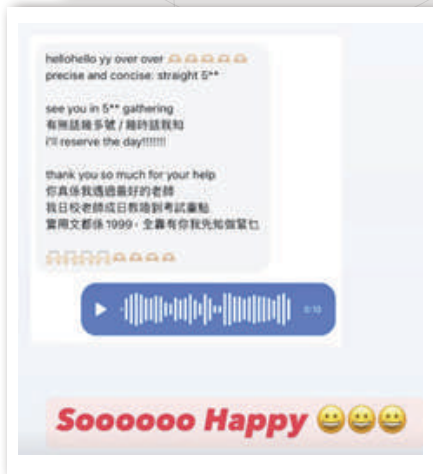 hellohello yy over over 🫶🏻🫶🏻🫶🏻🫶🏻🫶🏻
precise and concise: straight 5**
see you in 5** gathering
有無話幾多號 / 幾時話我知
i'll reserve the day!!!!!!!
thank you so much for your help
你真係我遇過最好的老師
我日校老師成日教唔到考試重點
實用文都係 1999，全靠有你我先知做緊乜
0:13
Soooooo Happy 😀😀😀